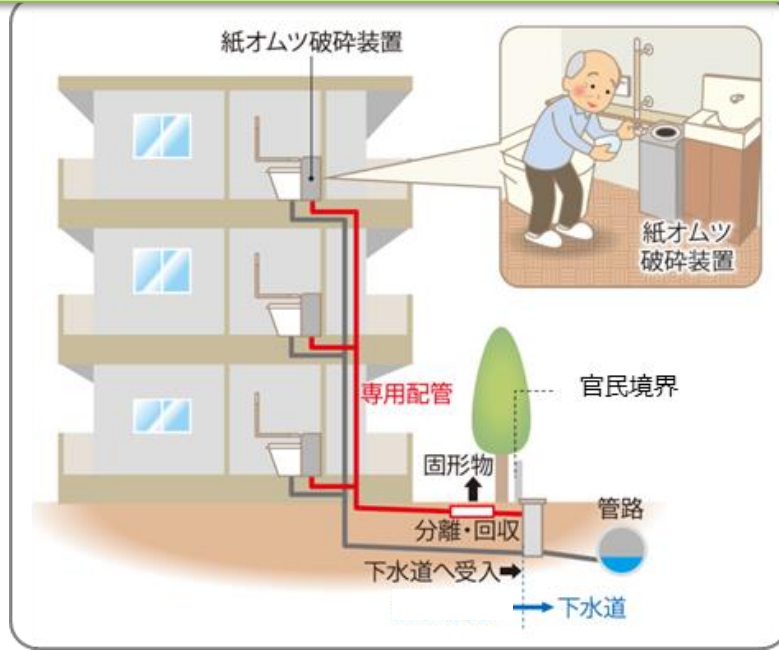 紙オムツ破砕装置
紙オムツ
破砕装置
専用配管
官民境界
固形物
分離・回収
管路
下水道へ受入
下水道